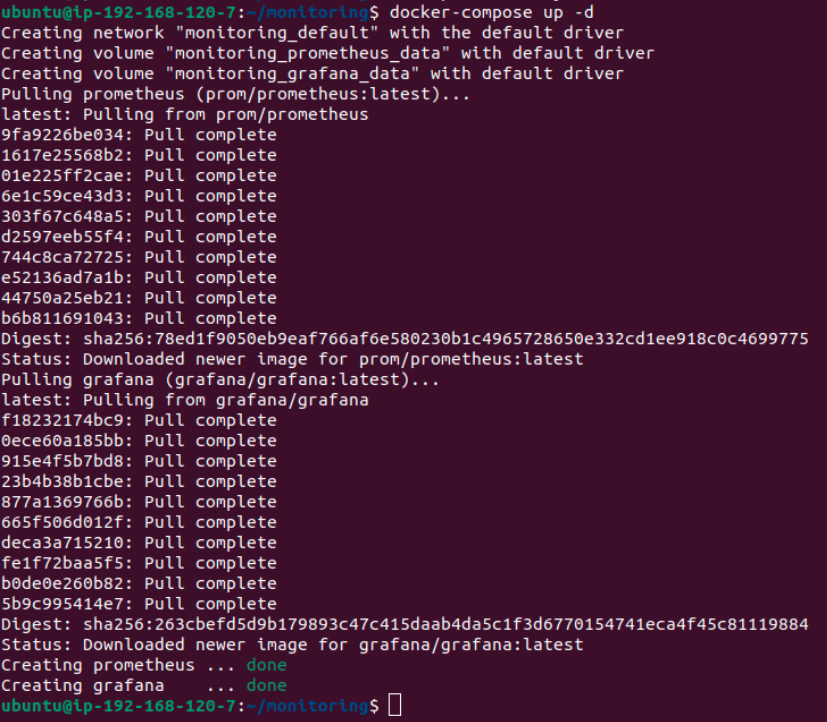 ubuntu@ip-192-168-120-7:~/monitoring$ docker-compose up -d
Creating network "monitoring_default" with the default driver
Creating volume "monitoring_prometheus_data" with default driver
Creating volume "monitoring_grafana_data" with default driver
Pulling prometheus (prom/prometheus:latest)...
latest: Pulling from prom/prometheus
9fa9226be034: Pull complete
1617e25568b2: Pull complete
01e225ff2cae: Pull complete
6e1c59ce43d3: Pull complete
303f67c648a5: Pull complete
d2597eeb55f4: Pull complete
744c8ca72725: Pull complete
e52136ad7a1b: Pull complete
44750a25eb21: Pull complete
b6b811691043: Pull complete
Digest: sha256:78ed1f9050eb9eaf766af6e580230b1c4965728650e332cd1ee918c0c4699775
Status: Downloaded newer image for prom/prometheus:latest
Pulling grafana (grafana/grafana:latest)...
latest: Pulling from grafana/grafana
f18232174bc9: Pull complete
0ece60a185bb: Pull complete
915e4f5b7bd8: Pull complete
23b4b38b1cbe: Pull complete
877a1369766b: Pull complete
665f506d012f: Pull complete
deca3a715210: Pull complete
fe1f72baa5f5: Pull complete
b0de0e260b82: Pull complete
5b9c995414e7: Pull complete
Digest: sha256:263cbefd5d9b179893c47c415daab4da5c1f3d6770154741eca4f45c81119884
Status: Downloaded newer image for grafana/grafana:latest
Creating prometheus ... done
Creating grafana    ... done
ubuntu@ip-192-168-120-7:~/monitoring$